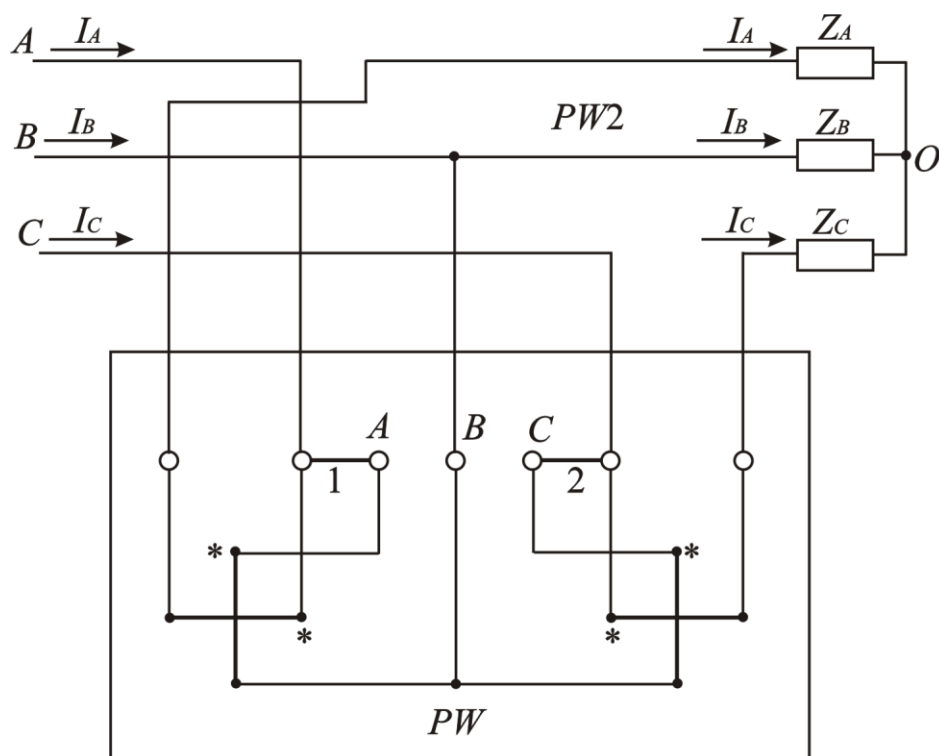 A I_A I_A Z_A
B I_B PW2 I_B Z_B O
C I_C I_C Z_C
A B C
1 2
* *
* *
PW